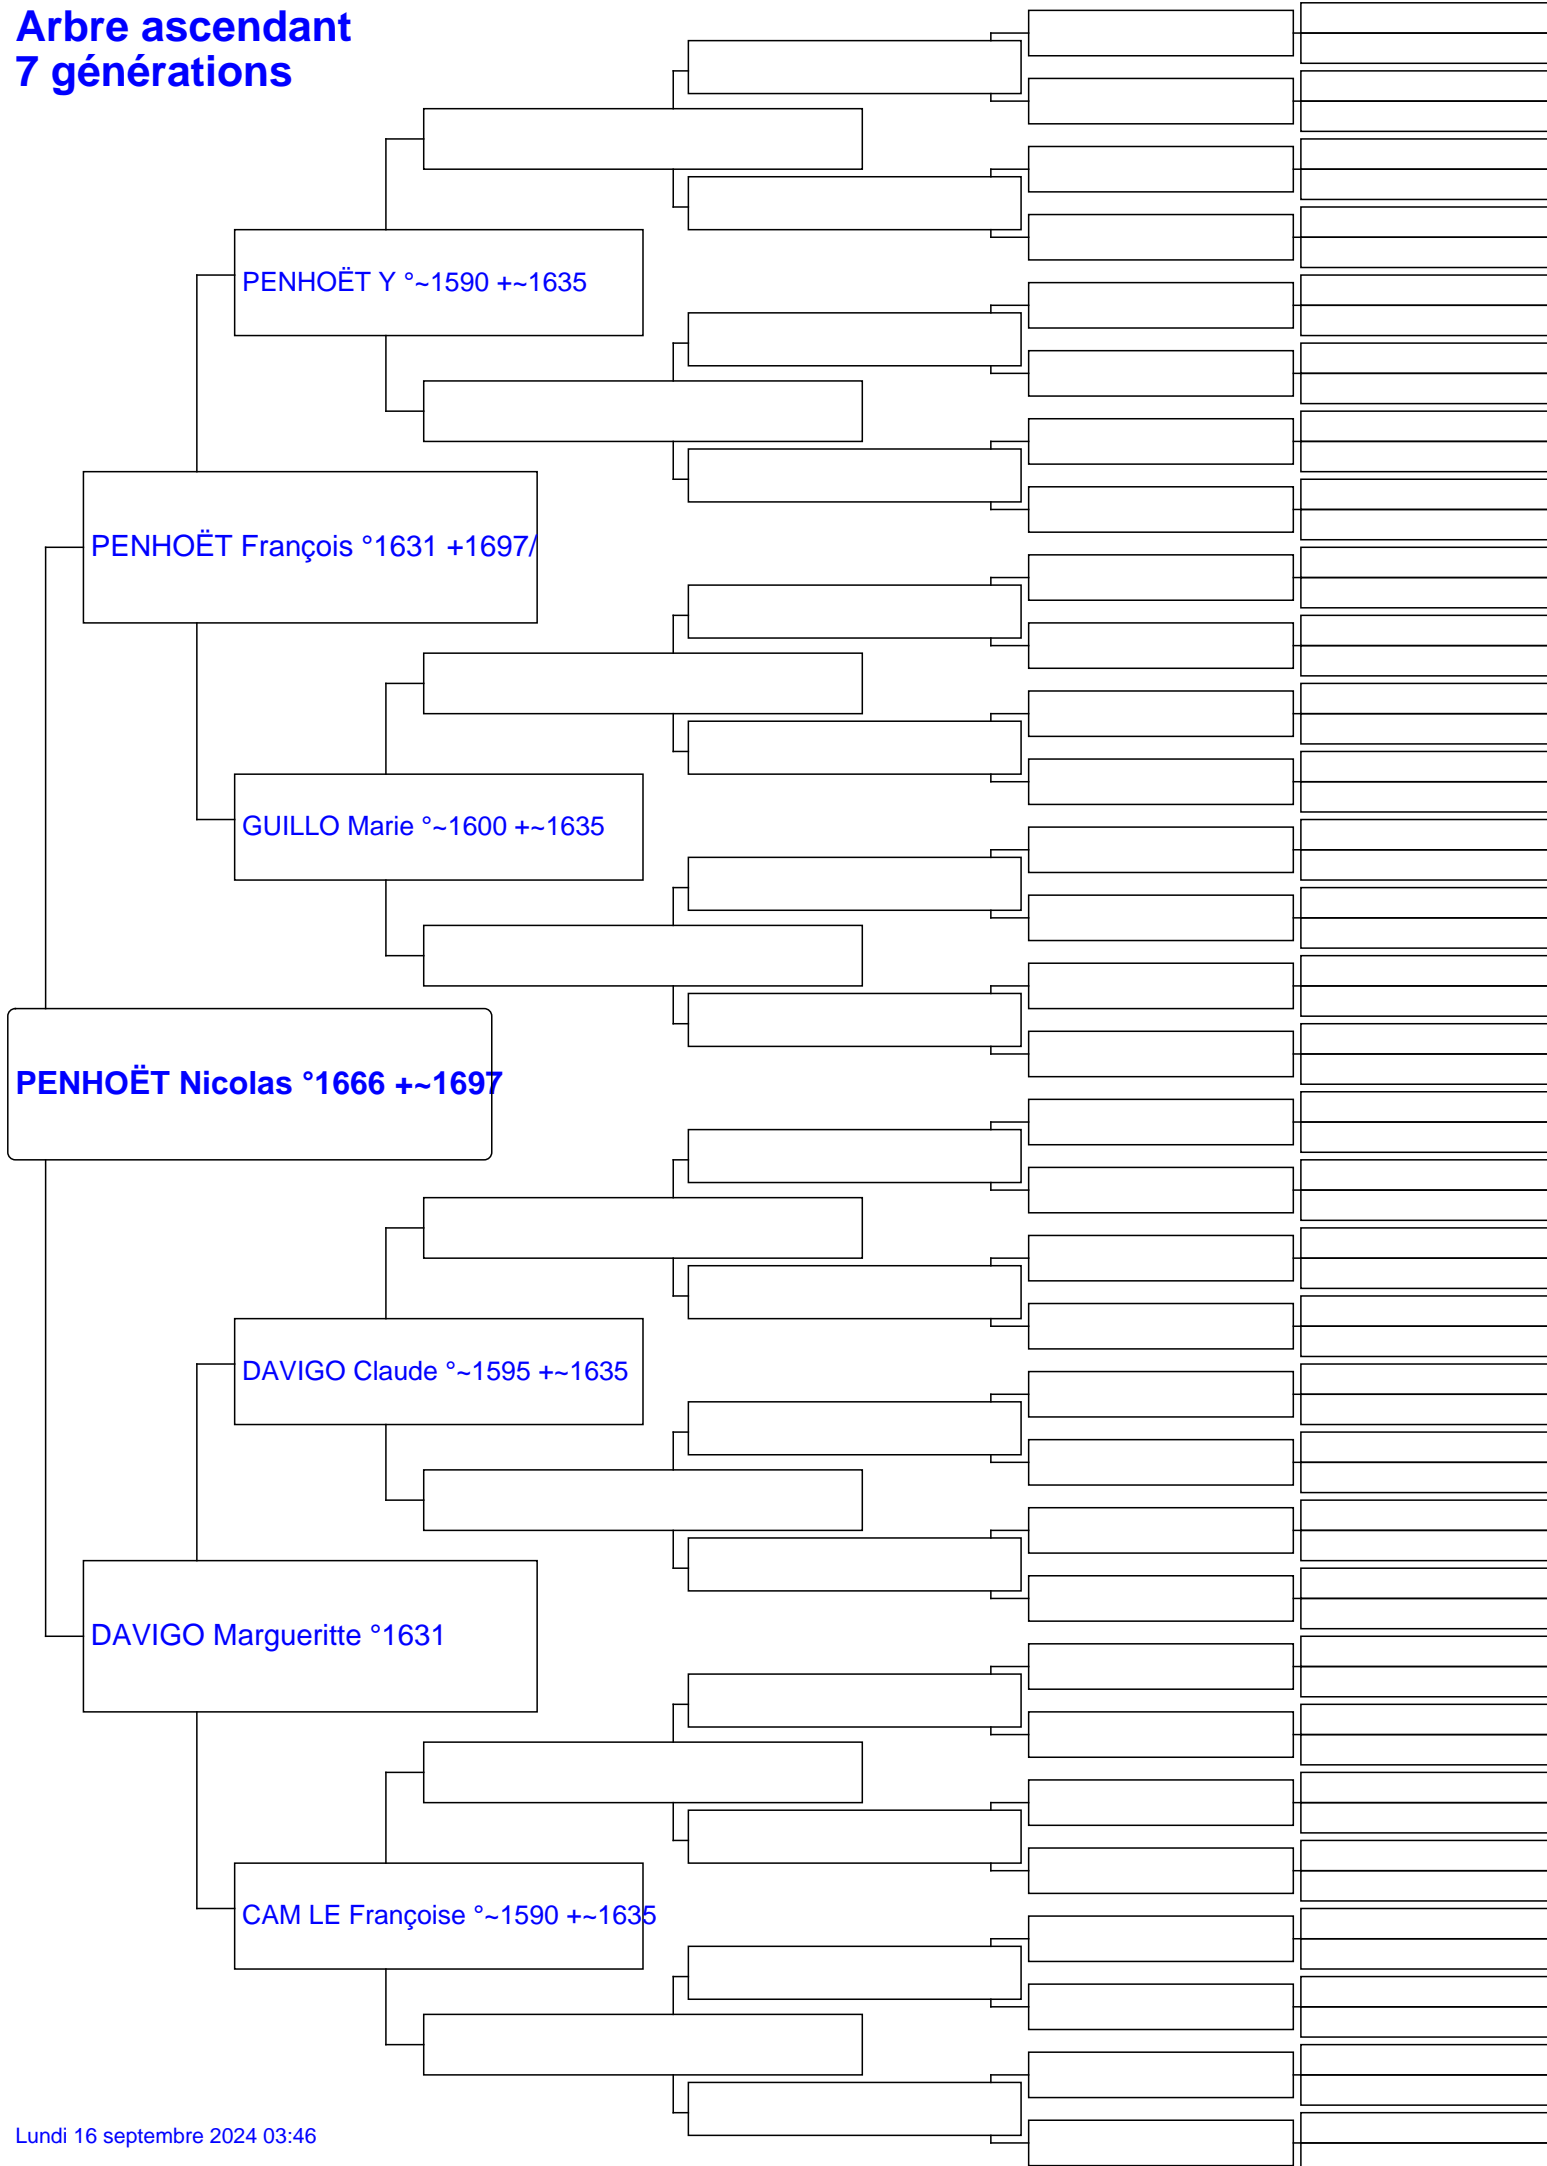 Arbre ascendant
7 générations
PENHOËT Y °~1590 +~1635
PENHOËT François °1631 +1697/
GUILLO Marie °~1600 +~1635
PENHOËT Nicolas °1666 +~1697
DAVIGO Claude °~1595 +~1635
DAVIGO Margueritte °1631
CAM LE Françoise °~1590 +~1635
Lundi 16 septembre 2024 03:46